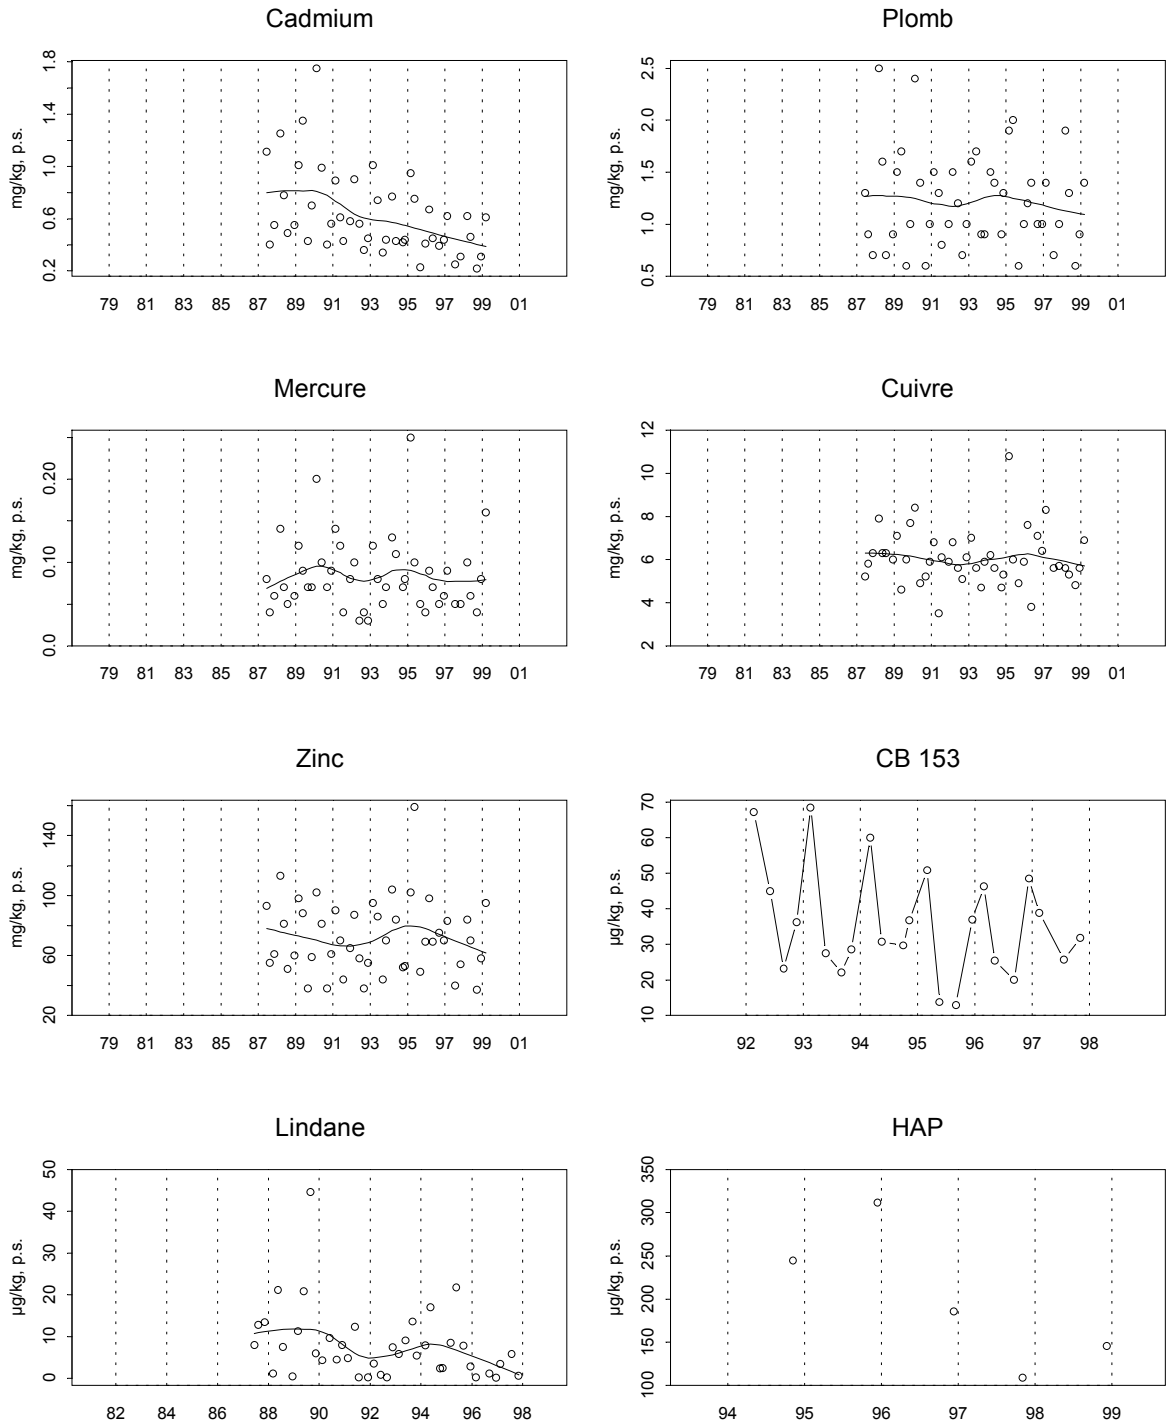 Cadmium
mg/kg, p.s.
0.2 0.6 1.0 1.4 1.8
79 81 83 85 87 89 91 93 95 97 99 01
Plomb
mg/kg, p.s.
0.5 1.0 1.5 2.0 2.5
79 81 83 85 87 89 91 93 95 97 99 01
Mercure
mg/kg, p.s.
0.0 0.10 0.20
79 81 83 85 87 89 91 93 95 97 99 01
Cuivre
mg/kg, p.s.
2 4 6 8 10 12
79 81 83 85 87 89 91 93 95 97 99 01
Zinc
mg/kg, p.s.
20 60 100 140
79 81 83 85 87 89 91 93 95 97 99 01
CB 153
µg/kg, p.s.
10 20 30 40 50 60 70
92 93 94 95 96 97 98
Lindane
µg/kg, p.s.
0 10 20 30 40 50
82 84 86 88 90 92 94 96 98
HAP
µg/kg, p.s.
100 150 200 250 300 350
94 95 96 97 98 99